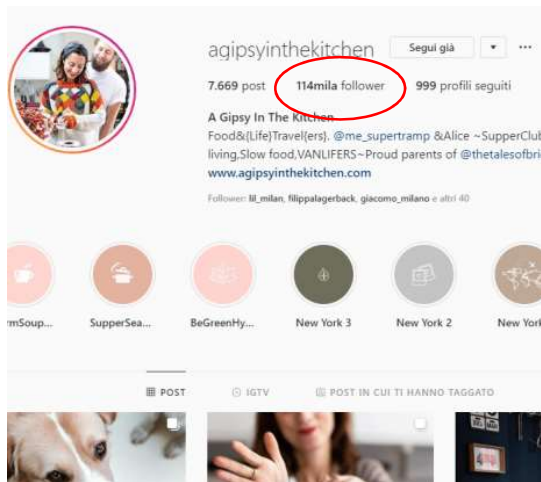 agipsyinthekitchen Segui già
7.669 post 114mila follower 999 profili seguiti
A Gipsy In The Kitchen
Food&{Life}Travel{ers}. @me_supertramp &Alice ~SupperClub
living,Slow food,VANLIFERS~Proud parents of @thetalesofbri
www.agipsyinthekitchen.com
Follower: lil_milan, filippalagerback, giacomo_milano e altri 40
rmSoup... SupperSea... BeGreenHy... New York 3 New York 2 New York
POST IGTV POST IN CUI TI HANNO TAGGATO